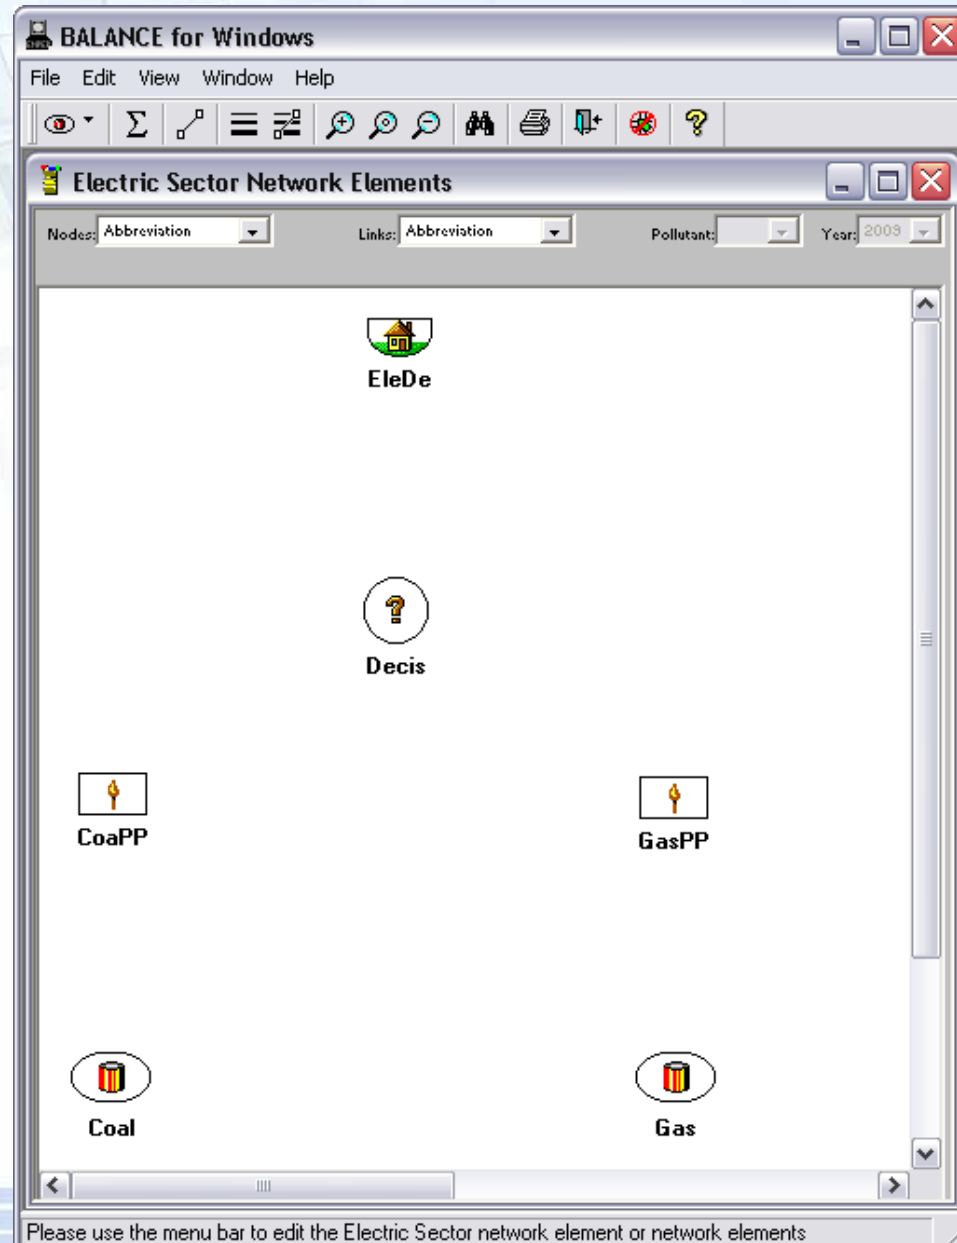 BALANCE for Windows
File Edit View Window Help
Electric Sector Network Elements
Nodes: Abbreviation Links: Abbreviation Pollutant: Year: 2009
EleDe
Decis
CoaPP
GasPP
Coal
Gas
Please use the menu bar to edit the Electric Sector network element or network elements